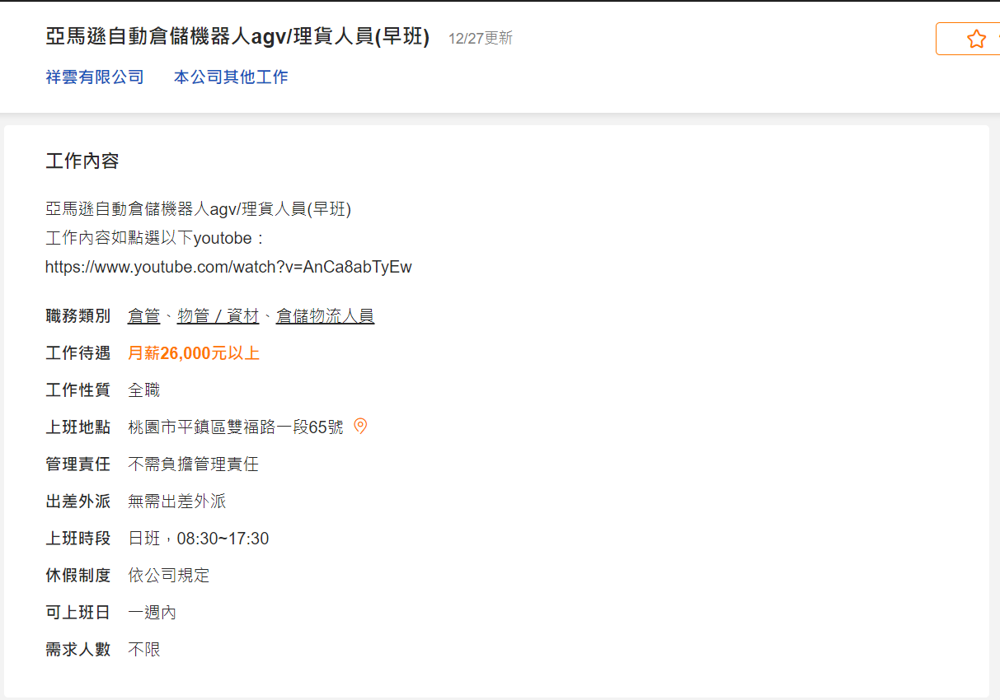 亞馬遜自動倉儲機器人agv/理貨人員(早班) 12/27更新
祥雲有限公司 本公司其他工作
工作內容
亞馬遜自動倉儲機器人agv/理貨人員(早班)
工作內容如點選以下youtobe：
https://www.youtube.com/watch?v=AnCa8abTyEw
職務類別 倉管、物管／資材、倉儲物流人員
工作待遇 月薪26,000元以上
工作性質 全職
上班地點 桃園市平鎮區雙福路一段65號
管理責任 不需負擔管理責任
出差外派 無需出差外派
上班時段 日班，08:30~17:30
休假制度 依公司規定
可上班日 一週內
需求人數 不限